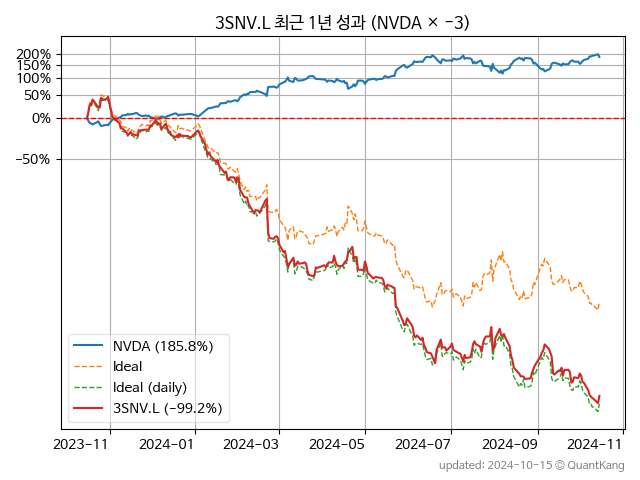 3SNV.L 최근 1년 성과 (NVDA × −3)
200%
150%
100%
50%
0%
−50%
NVDA (185.8%)
Ideal
Ideal (daily)
3SNV.L (−99.2%)
2023−11
2024−01
2024−03
2024−05
2024−07
2024−09
2024−11
updated: 2024-10-15 © QuantKang